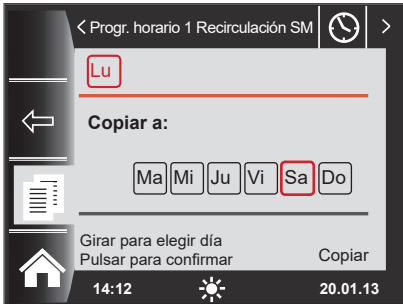 < Progr. horario 1 Recirculación SM >
Lu
Copiar a:
Ma Mi Ju Vi Sa Do
Girar para elegir día
Pulsar para confirmar Copiar
14:12 20.01.13